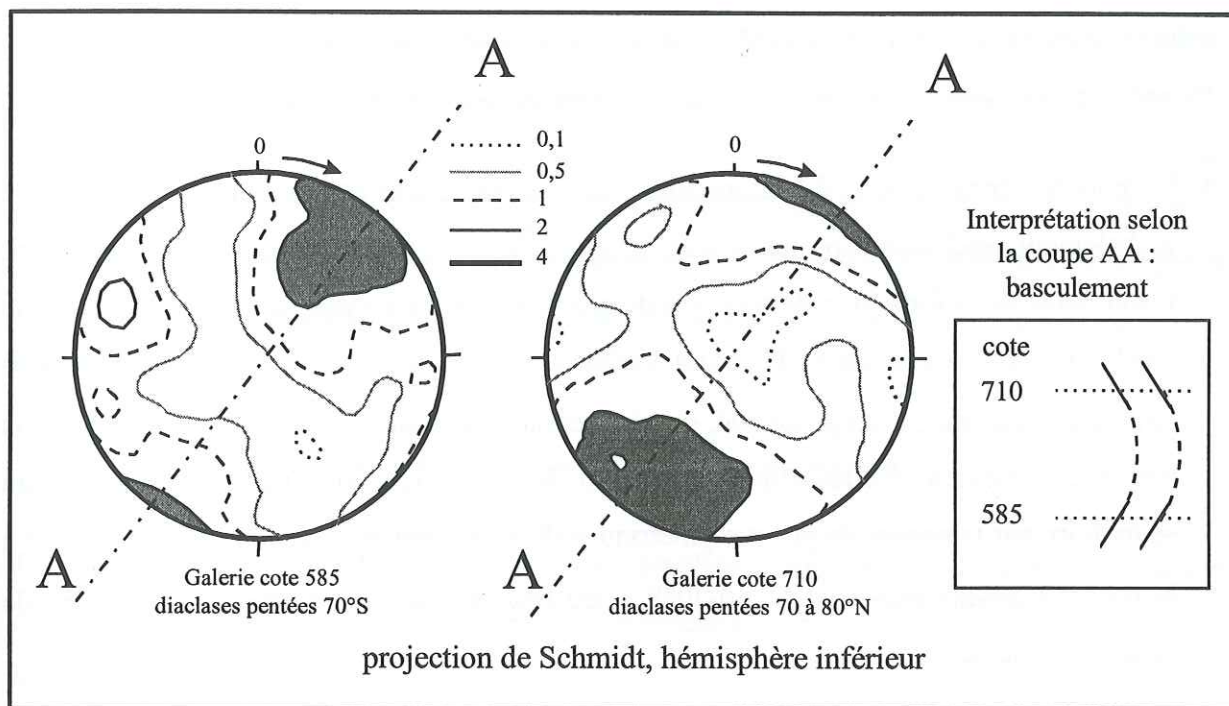 A
A
0
0
0,1
0,5
1
2
4
Interprétation selon
la coupe AA :
basculement
cote
710
585
A
A
Galerie cote 585
diaclases pentées 70°S
Galerie cote 710
diaclases pentées 70 à 80°N
projection de Schmidt, hémisphère inférieur